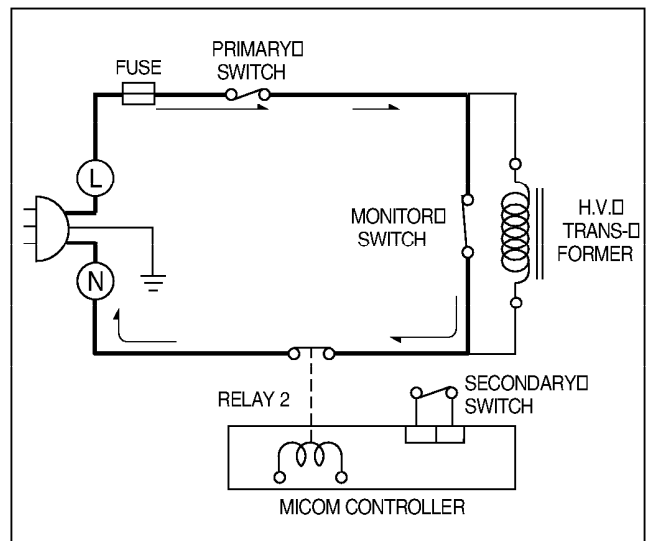 PRIMARY□
SWITCH
FUSE
L
MONITOR□
SWITCH
H.V.□
TRANS-□
FORMER
N
RELAY 2
SECONDARY□
SWITCH
MICOM CONTROLLER